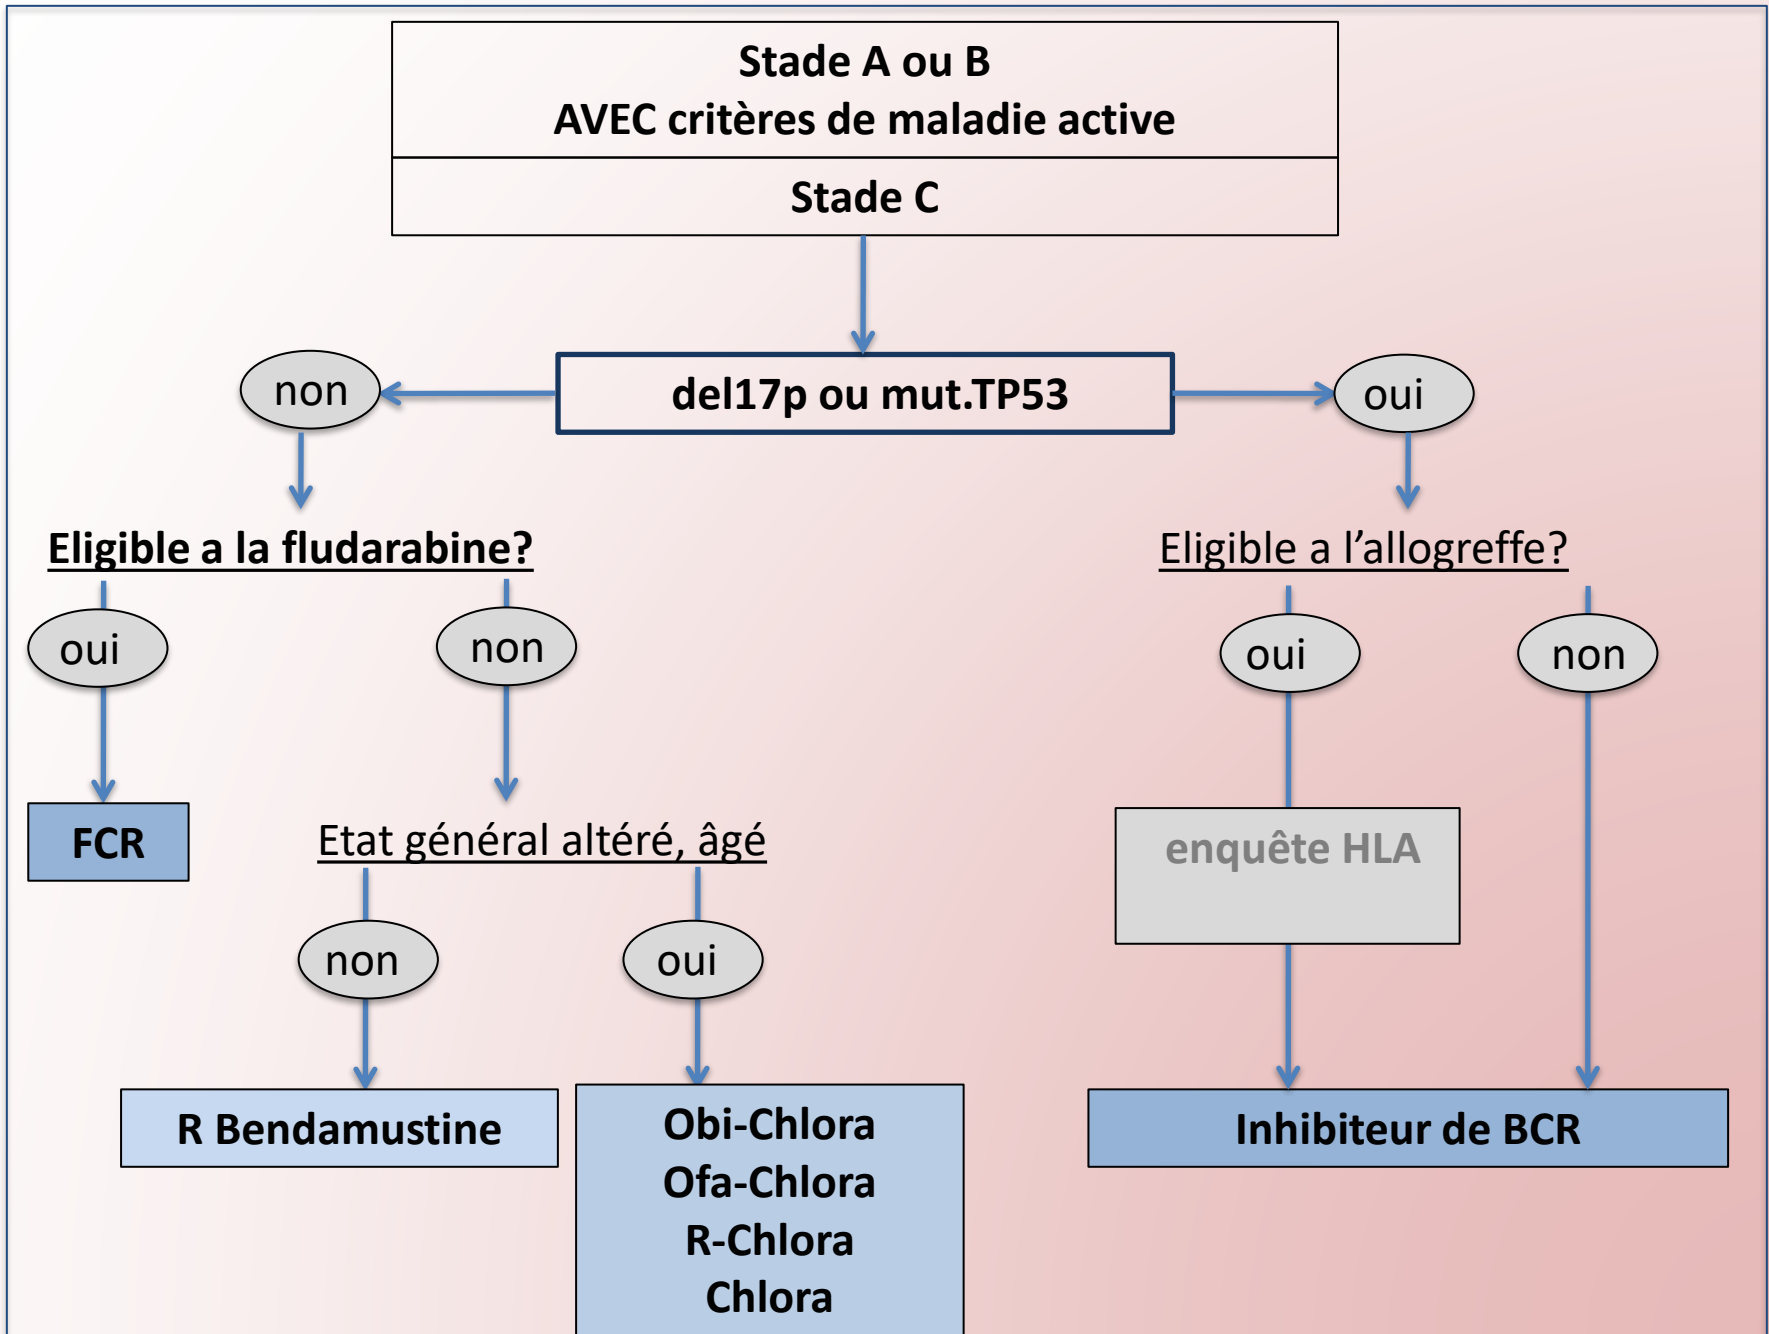 Stade A ou B
AVEC critères de maladie active
Stade C
non
del17p ou mut.TP53
oui
Eligible a la fludarabine?
Eligible a l’allogreffe?
oui
non
oui
non
FCR
Etat général altéré, âgé
enquête HLA
non
oui
R Bendamustine
Obi-Chlora
Ofa-Chlora
R-Chlora
Chlora
Inhibiteur de BCR